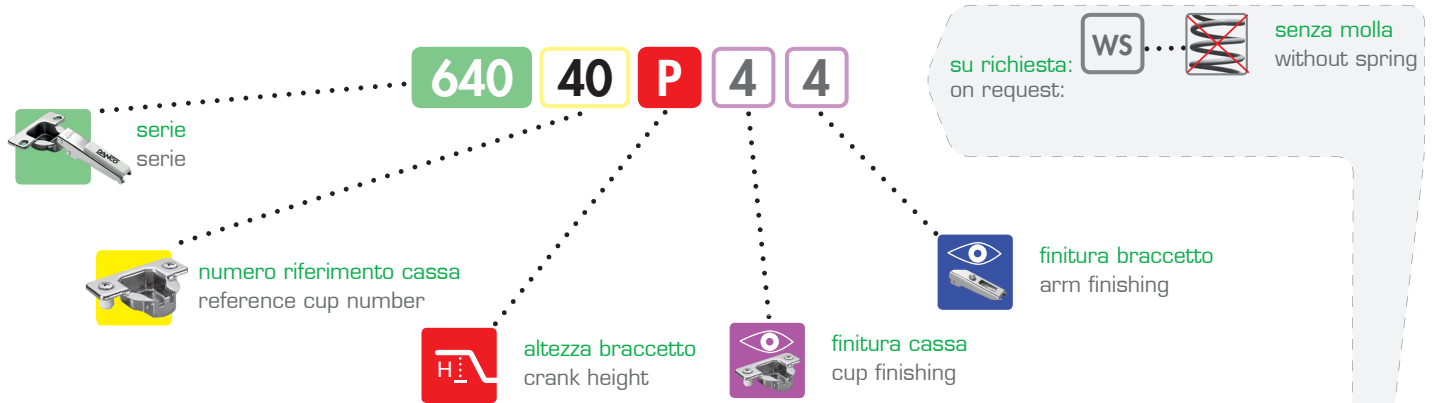 640 40 P 4 4
su richiesta:
on request:
WS
senza molla
without spring
serie
serie
numero riferimento cassa
reference cup number
H
altezza braccetto
crank height
finitura cassa
cup finishing
finitura braccetto
arm finishing